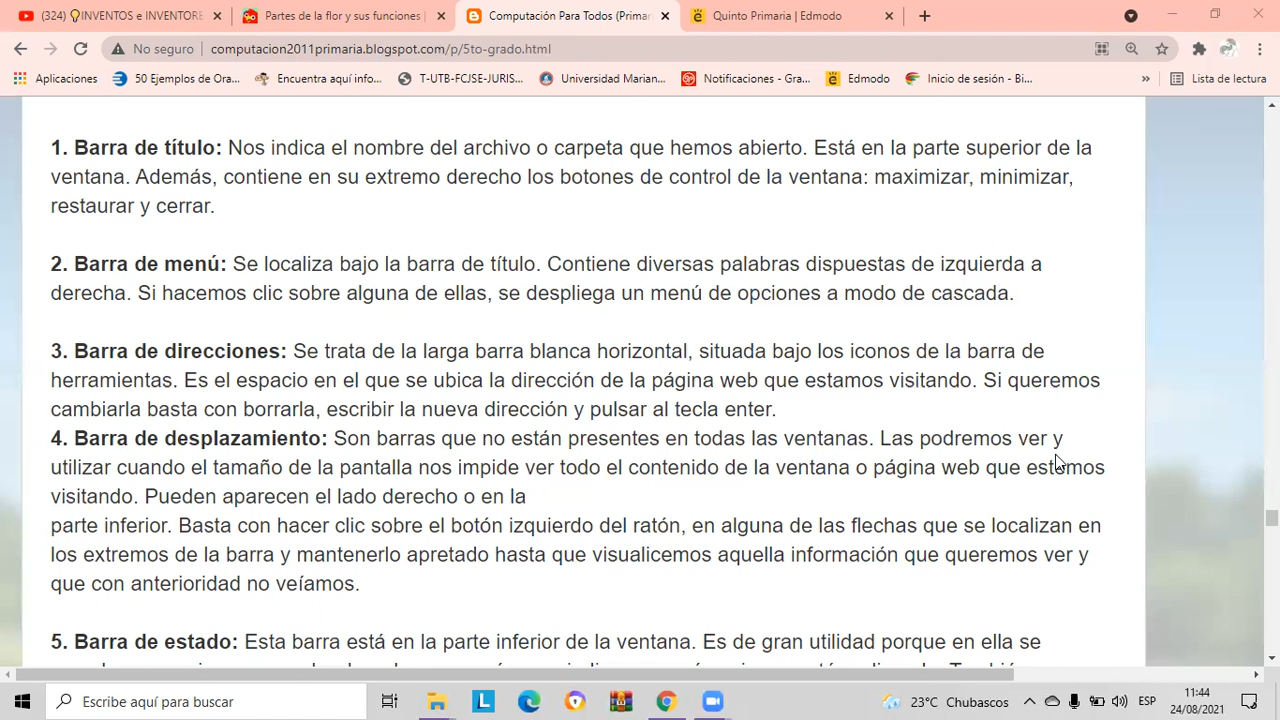 (324) 💡INVENTOS e INVENTORE
Partes de la flor y sus funciones |
Computación Para Todos (Primar
Quinto Primaria | Edmodo
No seguro
computacion2011primaria.blogspot.com/p/5to-grado.html
Aplicaciones
50 Ejemplos de Ora...
Encuentra aquí info...
T-UTB-FCJSE-JURIS...
Universidad Marian...
Notificaciones - Gra...
Edmodo
Inicio de sesión - Bi...
»
Lista de lectura
1. Barra de título: Nos indica el nombre del archivo o carpeta que hemos abierto. Está en la parte superior de la
ventana. Además, contiene en su extremo derecho los botones de control de la ventana: maximizar, minimizar,
restaurar y cerrar.
2. Barra de menú: Se localiza bajo la barra de título. Contiene diversas palabras dispuestas de izquierda a
derecha. Si hacemos clic sobre alguna de ellas, se despliega un menú de opciones a modo de cascada.
3. Barra de direcciones: Se trata de la larga barra blanca horizontal, situada bajo los iconos de la barra de
herramientas. Es el espacio en el que se ubica la dirección de la página web que estamos visitando. Si queremos
cambiarla basta con borrarla, escribir la nueva dirección y pulsar al tecla enter.
4. Barra de desplazamiento: Son barras que no están presentes en todas las ventanas. Las podremos ver y
utilizar cuando el tamaño de la pantalla nos impide ver todo el contenido de la ventana o página web que estamos
visitando. Pueden aparecen el lado derecho o en la
parte inferior. Basta con hacer clic sobre el botón izquierdo del ratón, en alguna de las flechas que se localizan en
los extremos de la barra y mantenerlo apretado hasta que visualicemos aquella información que queremos ver y
que con anterioridad no veíamos.
5. Barra de estado: Esta barra está en la parte inferior de la ventana. Es de gran utilidad porque en ella se
Escribe aquí para buscar
23°C Chubascos
ESP
11:44
24/08/2021